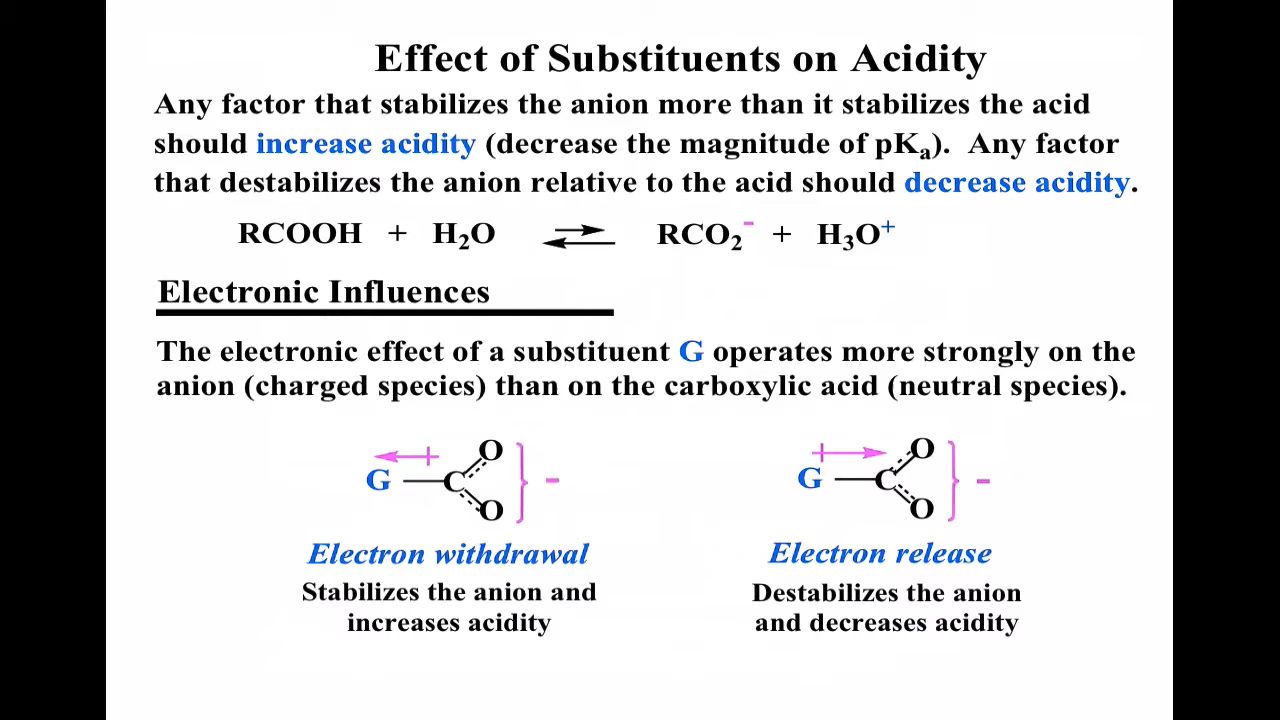 Effect of Substituents on Acidity
Any factor that stabilizes the anion more than it stabilizes the acid
should increase acidity (decrease the magnitude of pKₐ). Any factor
that destabilizes the anion relative to the acid should decrease acidity.
RCOOH + H₂O ⇌ RCO₂⁻ + H₃O⁺
Electronic Influences
The electronic effect of a substituent G operates more strongly on the
anion (charged species) than on the carboxylic acid (neutral species).
G C O O } -
G C O O } -
Electron withdrawal
Stabilizes the anion and
increases acidity
Electron release
Destabilizes the anion
and decreases acidity